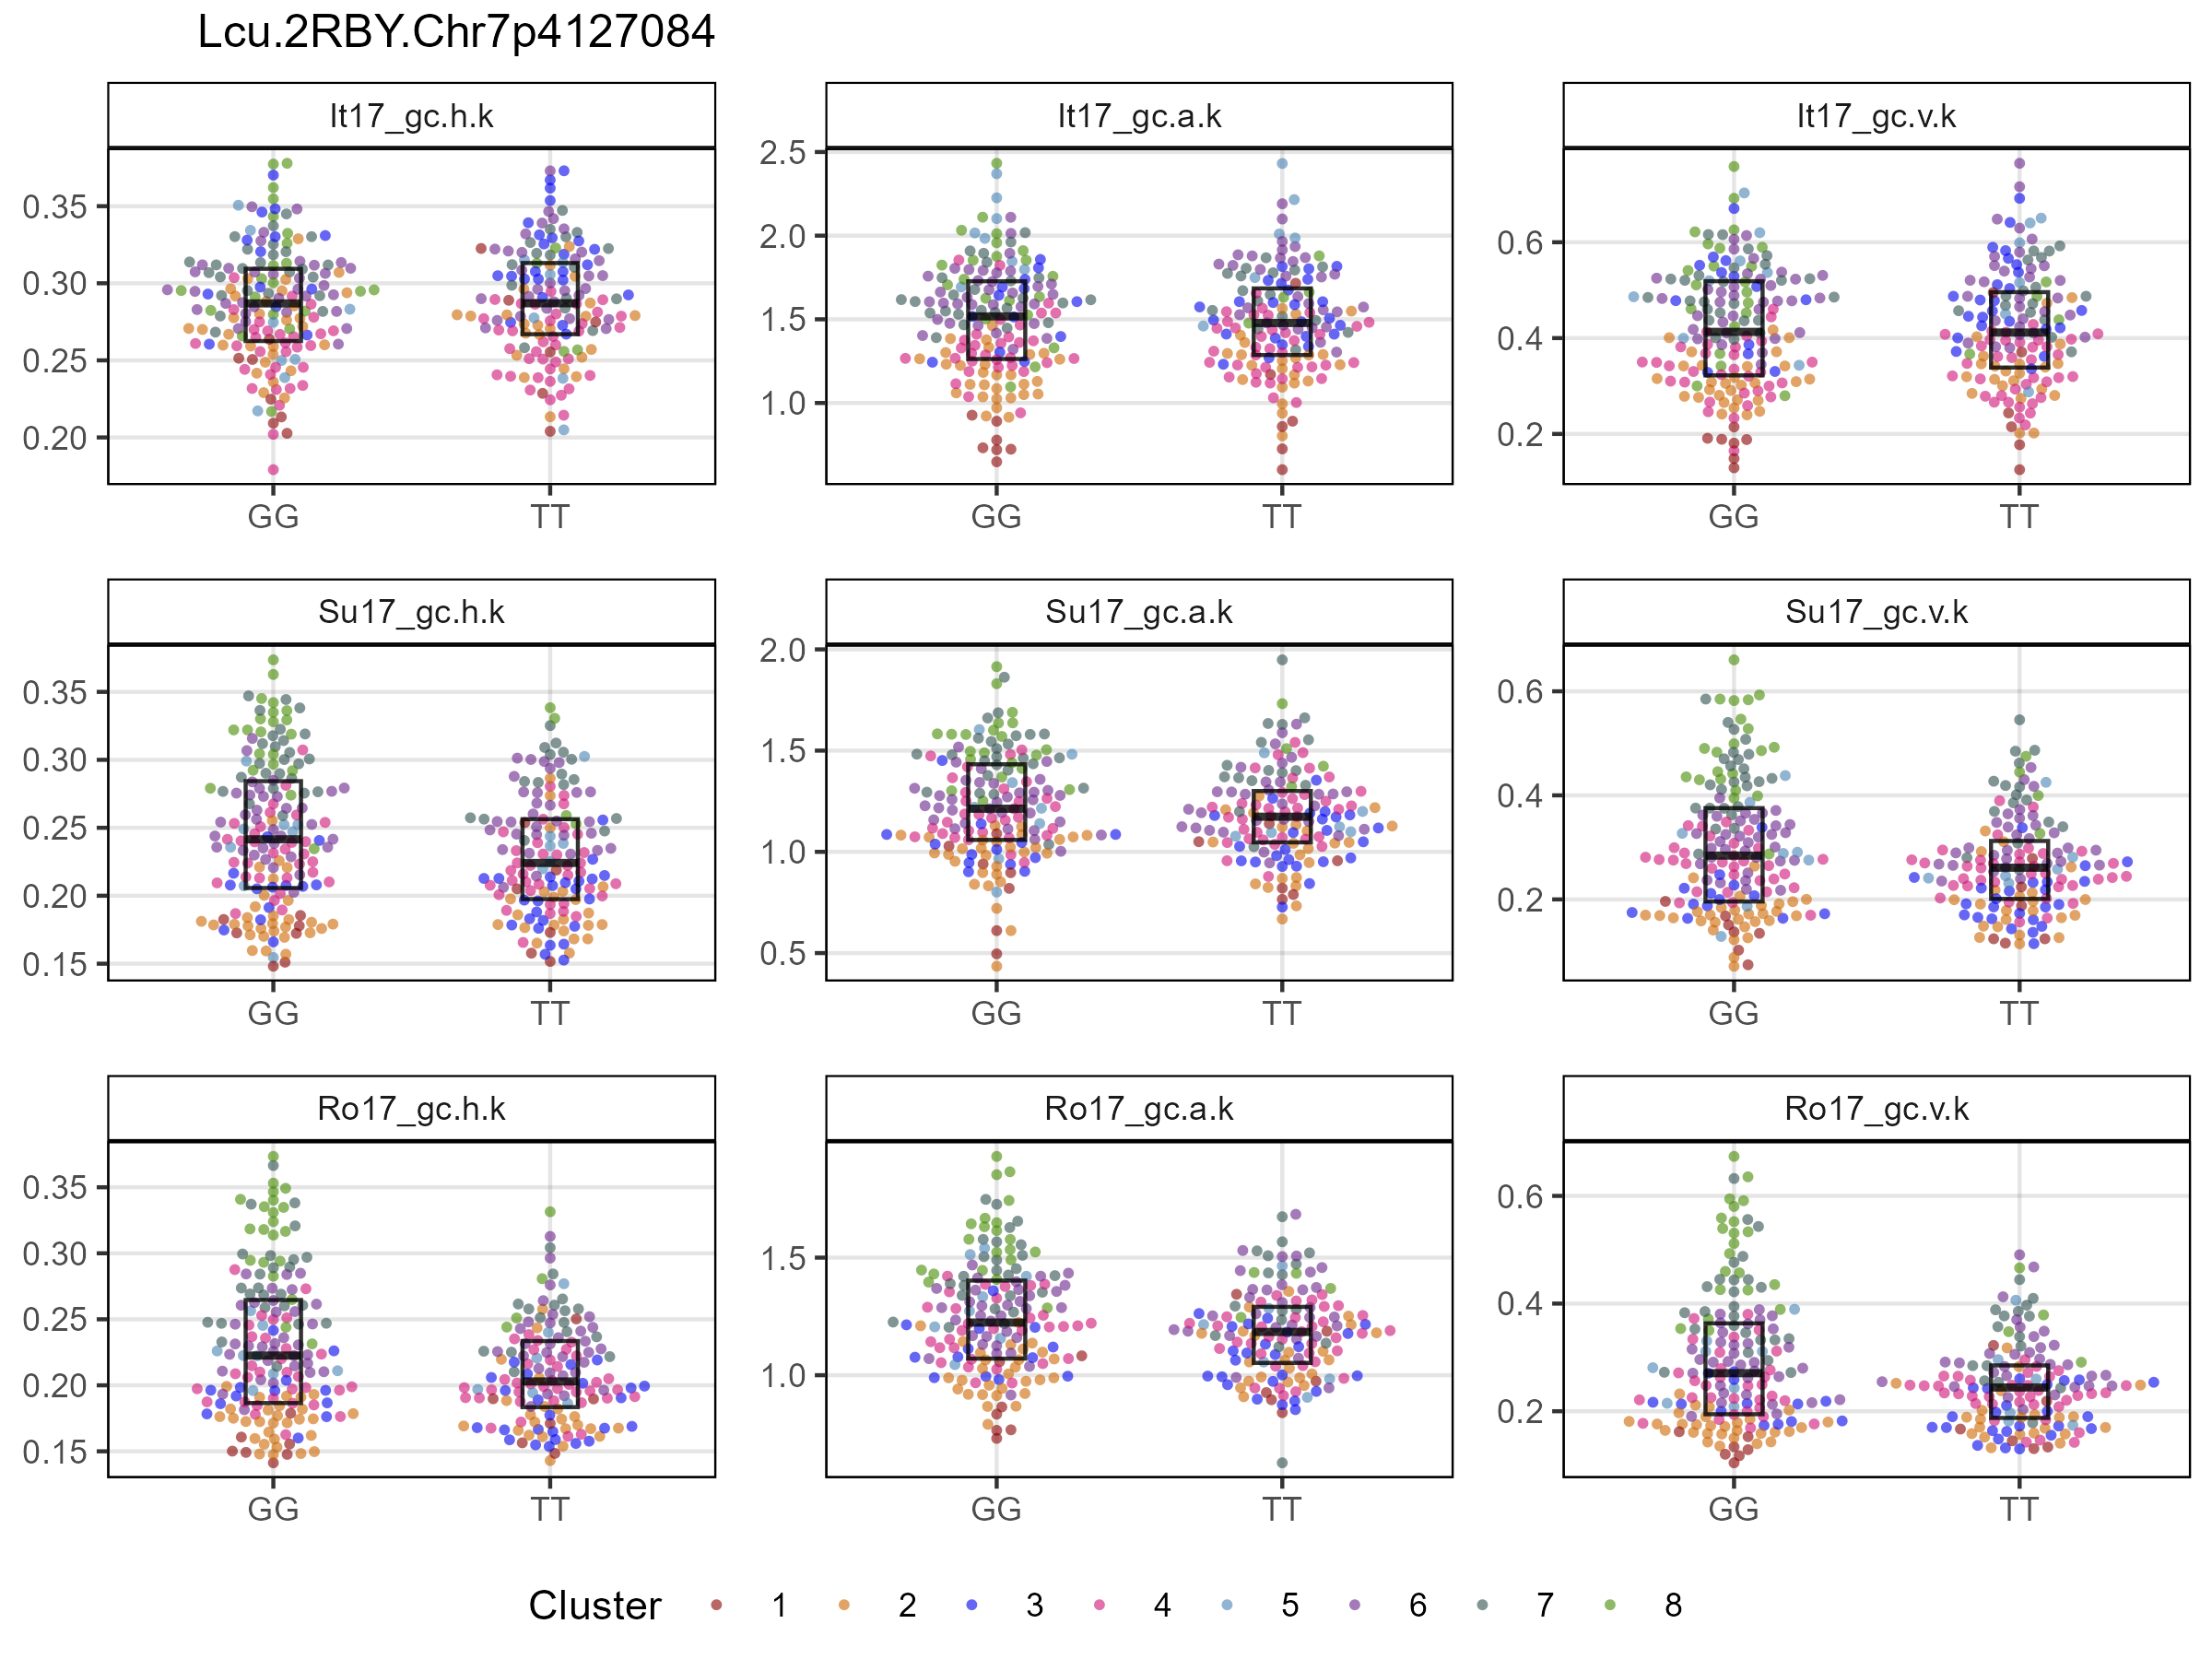 Lcu.2RBY.Chr7p4127084
It17_gc.h.k
It17_gc.a.k
It17_gc.v.k
0.35
0.30
0.25
0.20
GG
TT
2.5
2.0
1.5
1.0
GG
TT
0.6
0.4
0.2
GG
TT
Su17_gc.h.k
Su17_gc.a.k
Su17_gc.v.k
0.35
0.30
0.25
0.20
0.15
GG
TT
2.0
1.5
1.0
0.5
GG
TT
0.6
0.4
0.2
GG
TT
Ro17_gc.h.k
Ro17_gc.a.k
Ro17_gc.v.k
0.35
0.30
0.25
0.20
0.15
GG
TT
1.5
1.0
GG
TT
0.6
0.4
0.2
GG
TT
Cluster 1 2 3 4 5 6 7 8